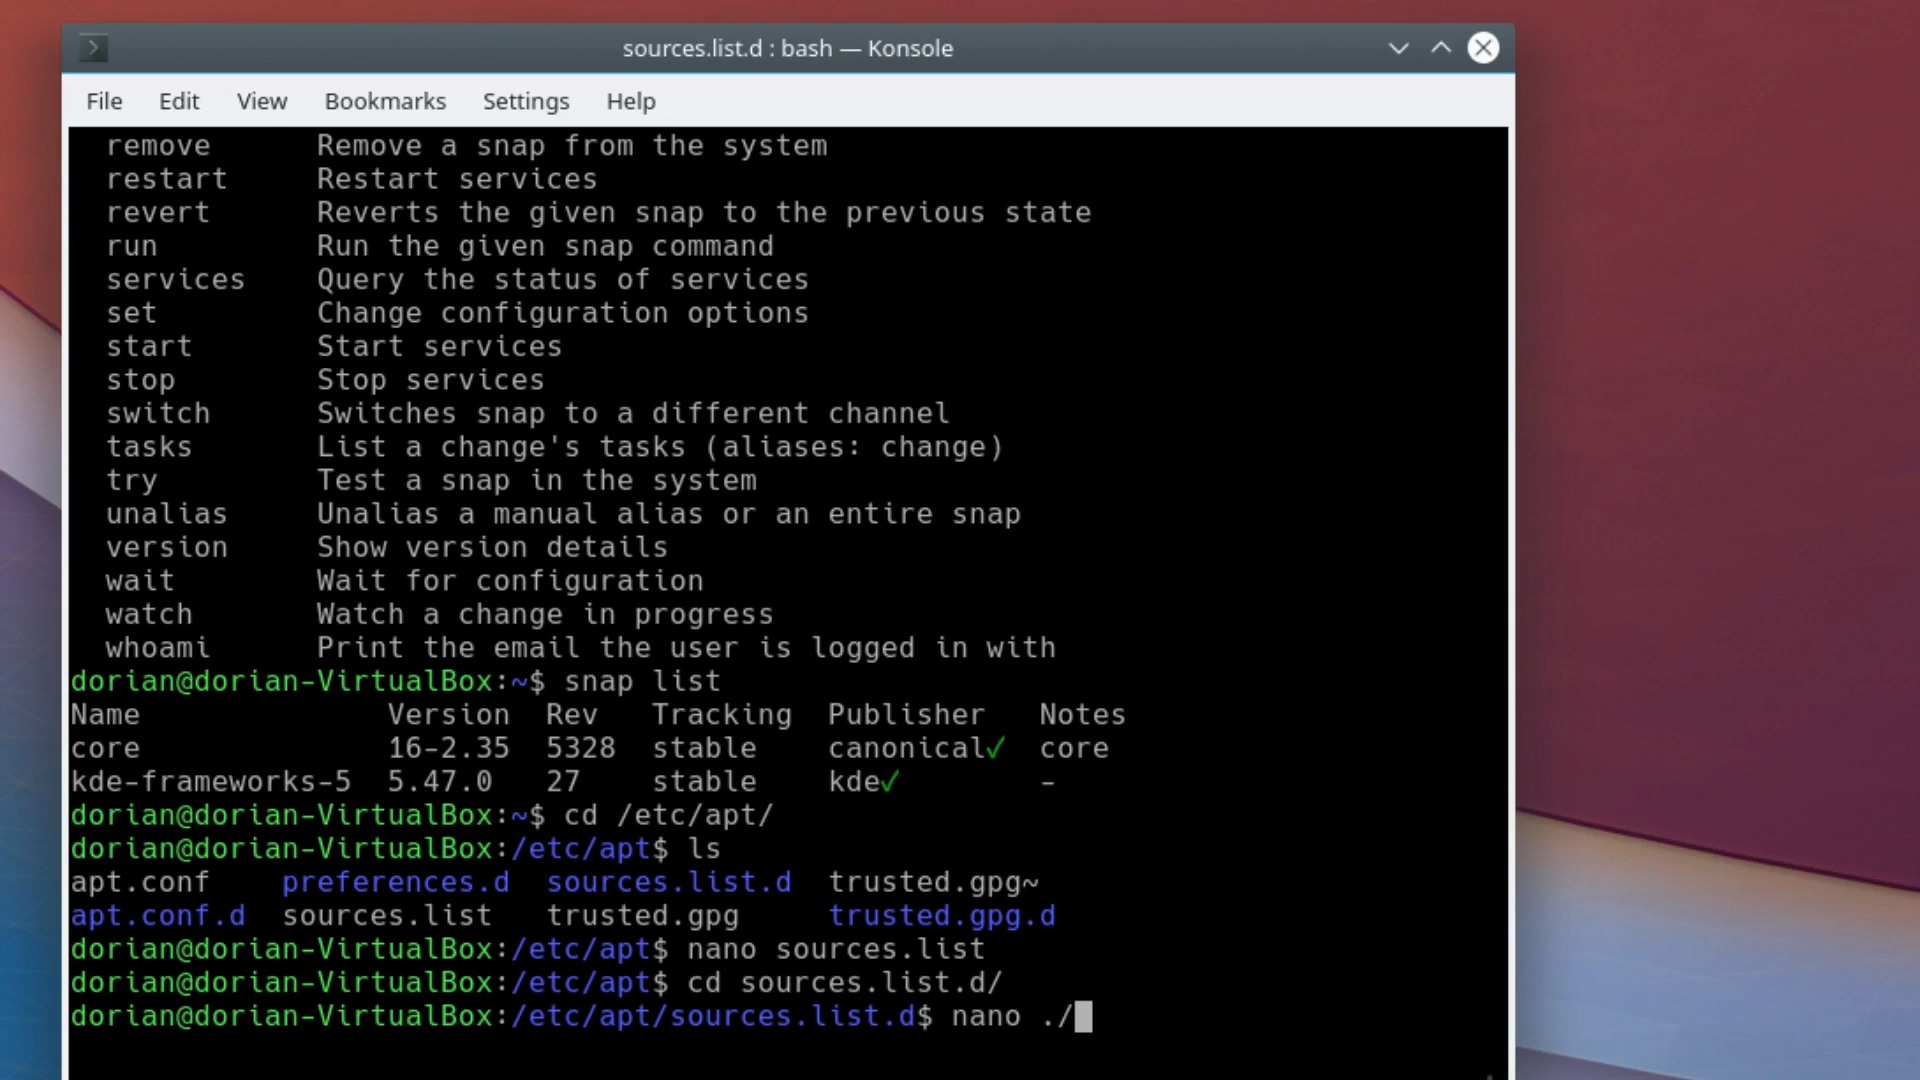 sources.list.d : bash — Konsole
File Edit View Bookmarks Settings Help
remove Remove a snap from the system
restart Restart services
revert Reverts the given snap to the previous state
run Run the given snap command
services Query the status of services
set Change configuration options
start Start services
stop Stop services
switch Switches snap to a different channel
tasks List a change's tasks (aliases: change)
try Test a snap in the system
unalias Unalias a manual alias or an entire snap
version Show version details
wait Wait for configuration
watch Watch a change in progress
whoami Print the email the user is logged in with
dorian@dorian-VirtualBox:~$ snap list
Name Version Rev Tracking Publisher Notes
core 16-2.35 5328 stable canonical✓ core
kde-frameworks-5 5.47.0 27 stable kde✓ -
dorian@dorian-VirtualBox:~$ cd /etc/apt/
dorian@dorian-VirtualBox:/etc/apt$ ls
apt.conf preferences.d sources.list.d trusted.gpg~
apt.conf.d sources.list trusted.gpg trusted.gpg.d
dorian@dorian-VirtualBox:/etc/apt$ nano sources.list
dorian@dorian-VirtualBox:/etc/apt$ cd sources.list.d/
dorian@dorian-VirtualBox:/etc/apt/sources.list.d$ nano ./